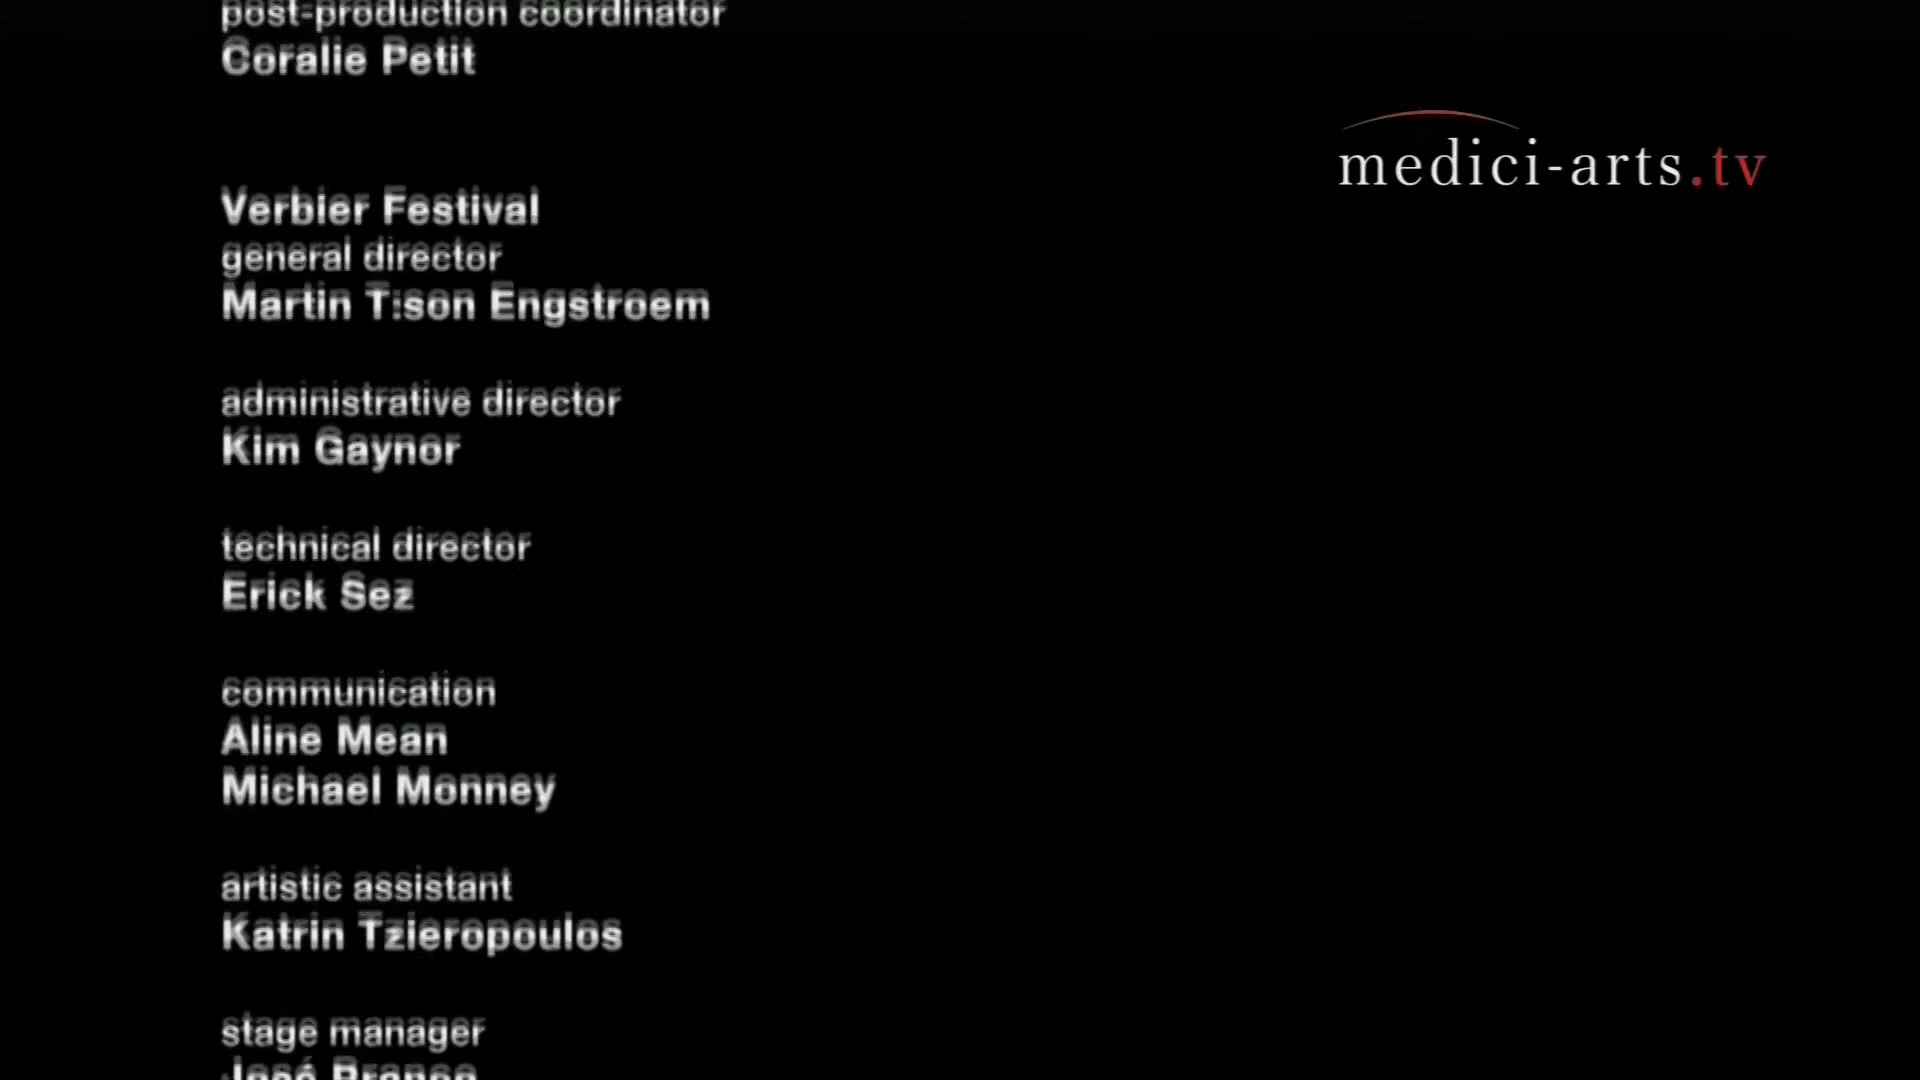 post-production coordinator
Coralie Petit
medici-arts.tv
Verbier Festival
general director
Martin T:son Engstroem
administrative director
Kim Gaynor
technical director
Erick Sez
communication
Aline Mean
Michael Monney
artistic assistant
Katrin Tzieropoulos
stage manager
José